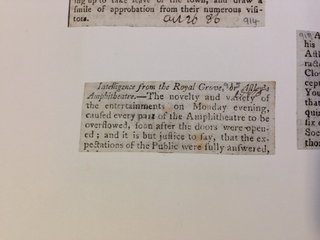 ing up to take leave of the town, and draw a
smile of approbation from their numerous visi-
tors.
Oct 26 86
914
Intelligence from the Royal Grove, or Astley's
Amphitheatre.—The novelty and variety of
the entertainments on Monday evening,
caused every part of the Amphitheatre to be
overflowed, soon after the doors were open-
ed; and it is but justice to say, that the ex-
pectations of the Public were fully answered,